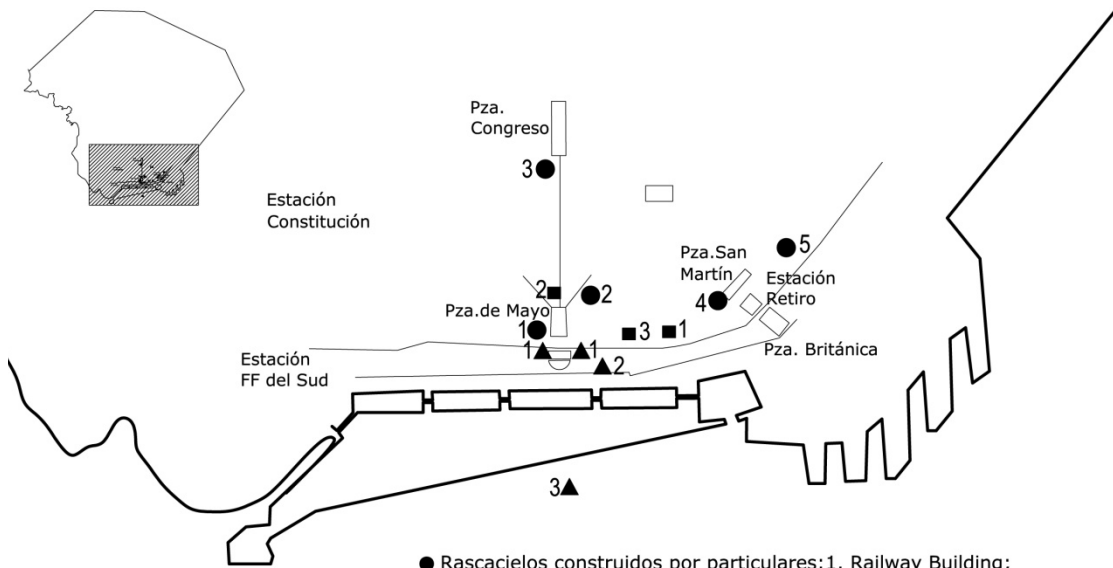 Pza.
Congreso
3
Estación
Constitución
Pza.San
Martín
5
Estación
Retiro
2
2
4
Pza.de Mayo
1
3
1
1
1
Pza. Británica
Estación
FF del Sud
2
3
Rascacielos construidos por particulares:1. Railway Building;